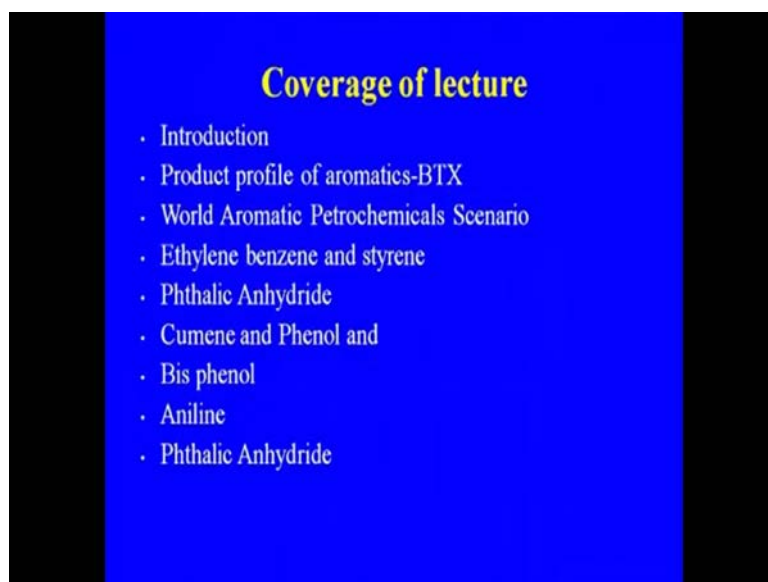 Coverage of lecture
· Introduction
· Product profile of aromatics-BTX
· World Aromatic Petrochemicals Scenario
· Ethylene benzene and styrene
· Phthalic Anhydride
· Cumene and Phenol and
· Bis phenol
· Aniline
· Phthalic Anhydride